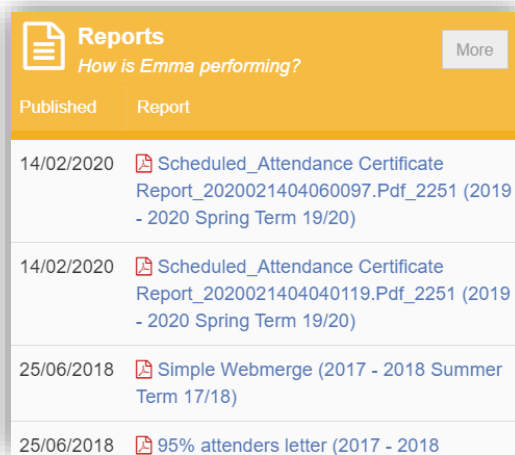 Reports
How is Emma performing?
More
Published Report
14/02/2020 Scheduled_Attendance Certificate
Report_2020021404060097.Pdf_2251 (2019
- 2020 Spring Term 19/20)
14/02/2020 Scheduled_Attendance Certificate
Report_2020021404040119.Pdf_2251 (2019
- 2020 Spring Term 19/20)
25/06/2018 Simple Webmerge (2017 - 2018 Summer
Term 17/18)
25/06/2018 95% attenders letter (2017 - 2018